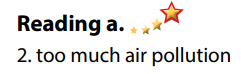 Reading a.
2. too much air pollution